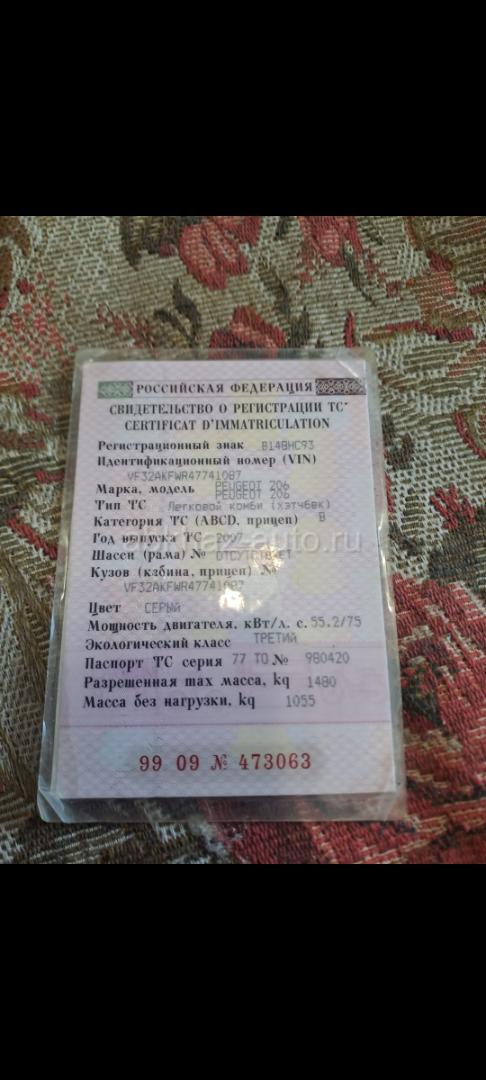 РОССИЙСКАЯ ФЕДЕРАЦИЯ
СВИДЕТЕЛЬСТВО О РЕГИСТРАЦИИ ТС
CERTIFICAT D'IMMATRICULATION
Регистрационный знак В148НС93
Идентификационный номер (VIN)
VF32AKFWR47741087
Марка, модель PEUGEOT 206
PEUGEOT 206
Тип ТС Легковой комби (хэтчбек)
Категория ТС (ABCD, прицеп) В
Год выпуска ТС 2007
Шасси (рама) № ОТСУТСТВУЕТ
Кузов (кабина, прицеп) №
VF32AKFWR47741087
Цвет СЕРЫЙ
Мощность двигателя, кВт/л. с. 55.2/75
Экологический класс ТРЕТИЙ
Паспорт ТС серия 77 ТО № 980420
Разрешенная max масса, kg 1480
Масса без нагрузки, kg 1055
99 09 № 473063